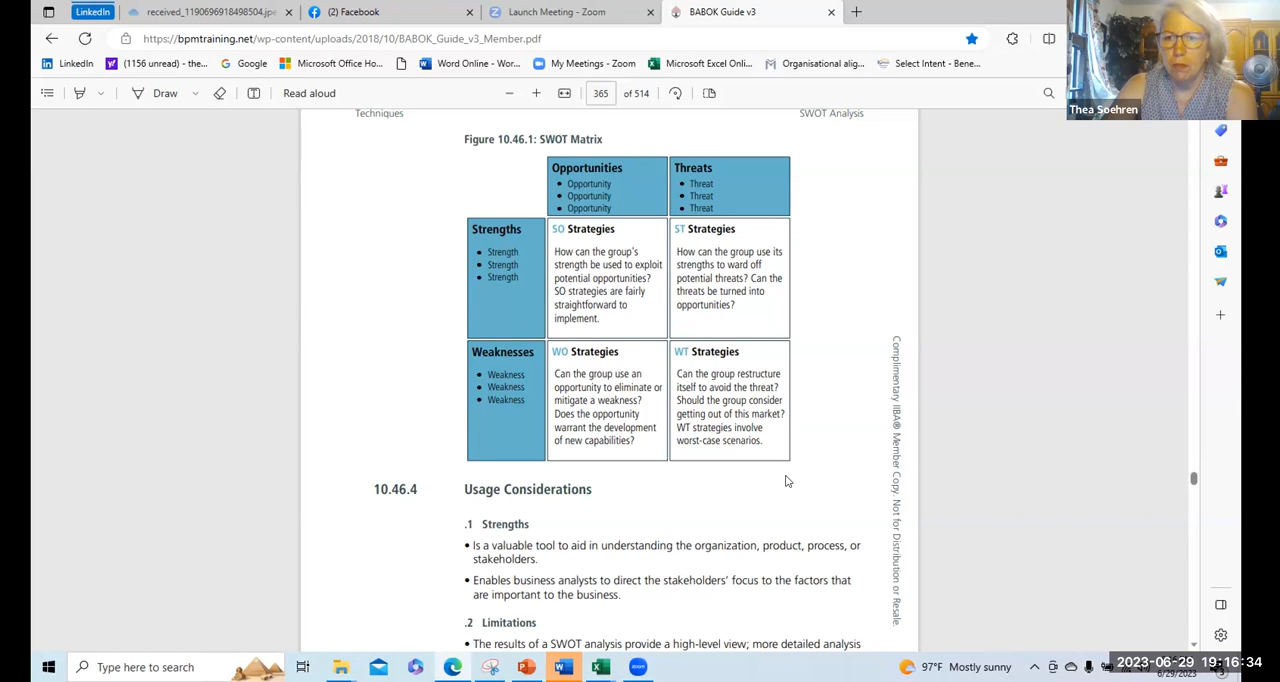 LinkedIn
received_1190696918498504.jpe
(2) Facebook
Launch Meeting - Zoom
BABOK Guide v3
https://bpmtraining.net/wp-content/uploads/2018/10/BABOK_Guide_v3_Member.pdf
LinkedIn
(1156 unread) - the...
Google
Microsoft Office Ho...
Word Online - Wor...
My Meetings - Zoom
Microsoft Excel Onli...
Organisational alig...
Select Intent - Bene...
Draw
Read aloud
365
of 514
Thea Soehren
Techniques
SWOT Analysis
Figure 10.46.1: SWOT Matrix
Opportunities
• Opportunity
• Opportunity
• Opportunity
Threats
• Threat
• Threat
• Threat
Strengths
• Strength
• Strength
• Strength
SO Strategies
How can the group's
strength be used to exploit
potential opportunities?
SO strategies are fairly
straightforward to
implement.
ST Strategies
How can the group use its
strengths to ward off
potential threats? Can the
threats be turned into
opportunities?
Weaknesses
• Weakness
• Weakness
• Weakness
WO Strategies
Can the group use an
opportunity to eliminate or
mitigate a weakness?
Does the opportunity
warrant the development
of new capabilities?
WT Strategies
Can the group restructure
itself to avoid the threat?
Should the group consider
getting out of this market?
WT strategies involve
worst-case scenarios.
Complimentary IIBA® Member Copy. Not for Distribution or Resale.
10.46.4
Usage Considerations
.1 Strengths
• Is a valuable tool to aid in understanding the organization, product, process, or
stakeholders.
• Enables business analysts to direct the stakeholders' focus to the factors that
are important to the business.
.2 Limitations
• The results of a SWOT analysis provide a high-level view; more detailed analysis
Type here to search
97°F Mostly sunny
2023-06-29 19:16:34
6/29/2023